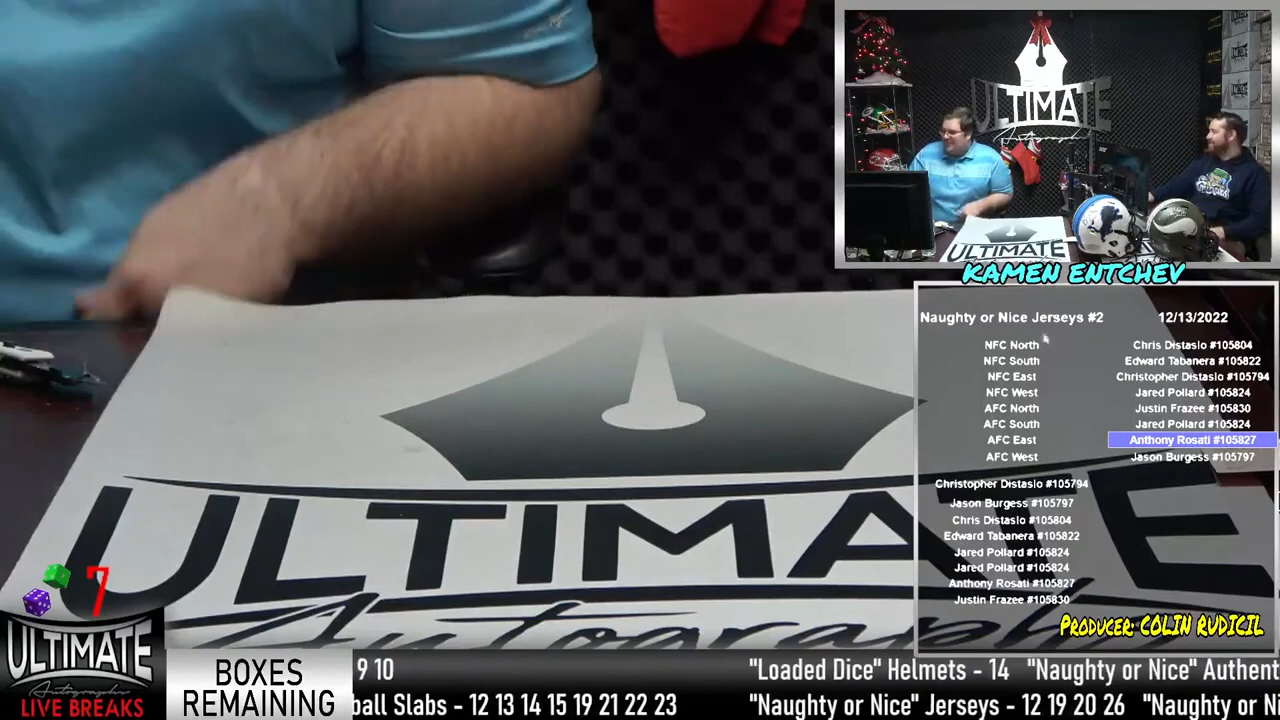 ULTIMATE
Autographs
KAMEN ENTCHEV
Naughty or Nice Jerseys #2 12/13/2022
NFC North Chris Distasio #105804
NFC South Edward Tabanera #105822
NFC East Christopher Distasio #105794
NFC West Jared Pollard #105824
AFC North Justin Frazee #105830
AFC South Jared Pollard #105824
AFC East Anthony Rosati #105827
AFC West Jason Burgess #105797
Christopher Distasio #105794
Jason Burgess #105797
Chris Distasio #105804
Edward Tabanera #105822
Jared Pollard #105824
Jared Pollard #105824
Anthony Rosati #105827
Justin Frazee #105830
PRODUCER: COLIN RUDICIL
ULTIMATE
Autographs
ULTIMATE
7
ULTIMATE
Autographs
LIVE BREAKS
BOXES
REMAINING
9 10 "Loaded Dice" Helmets - 14 "Naughty or Nice" Authent
ball Slabs - 12 13 14 15 19 21 22 23 "Naughty or Nice" Jerseys - 12 19 20 26 "Naughty or N